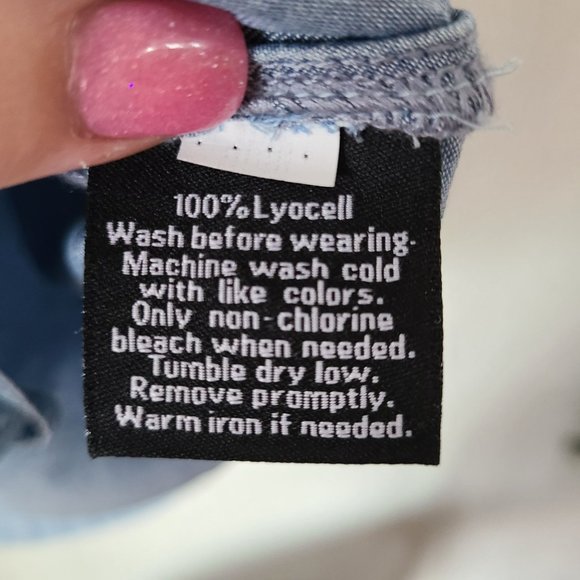 100% Lyocell
Wash before wearing.
Machine wash cold
with like colors.
Only non-chlorine
bleach when needed.
Tumble dry low.
Remove promptly.
Warm iron if needed.